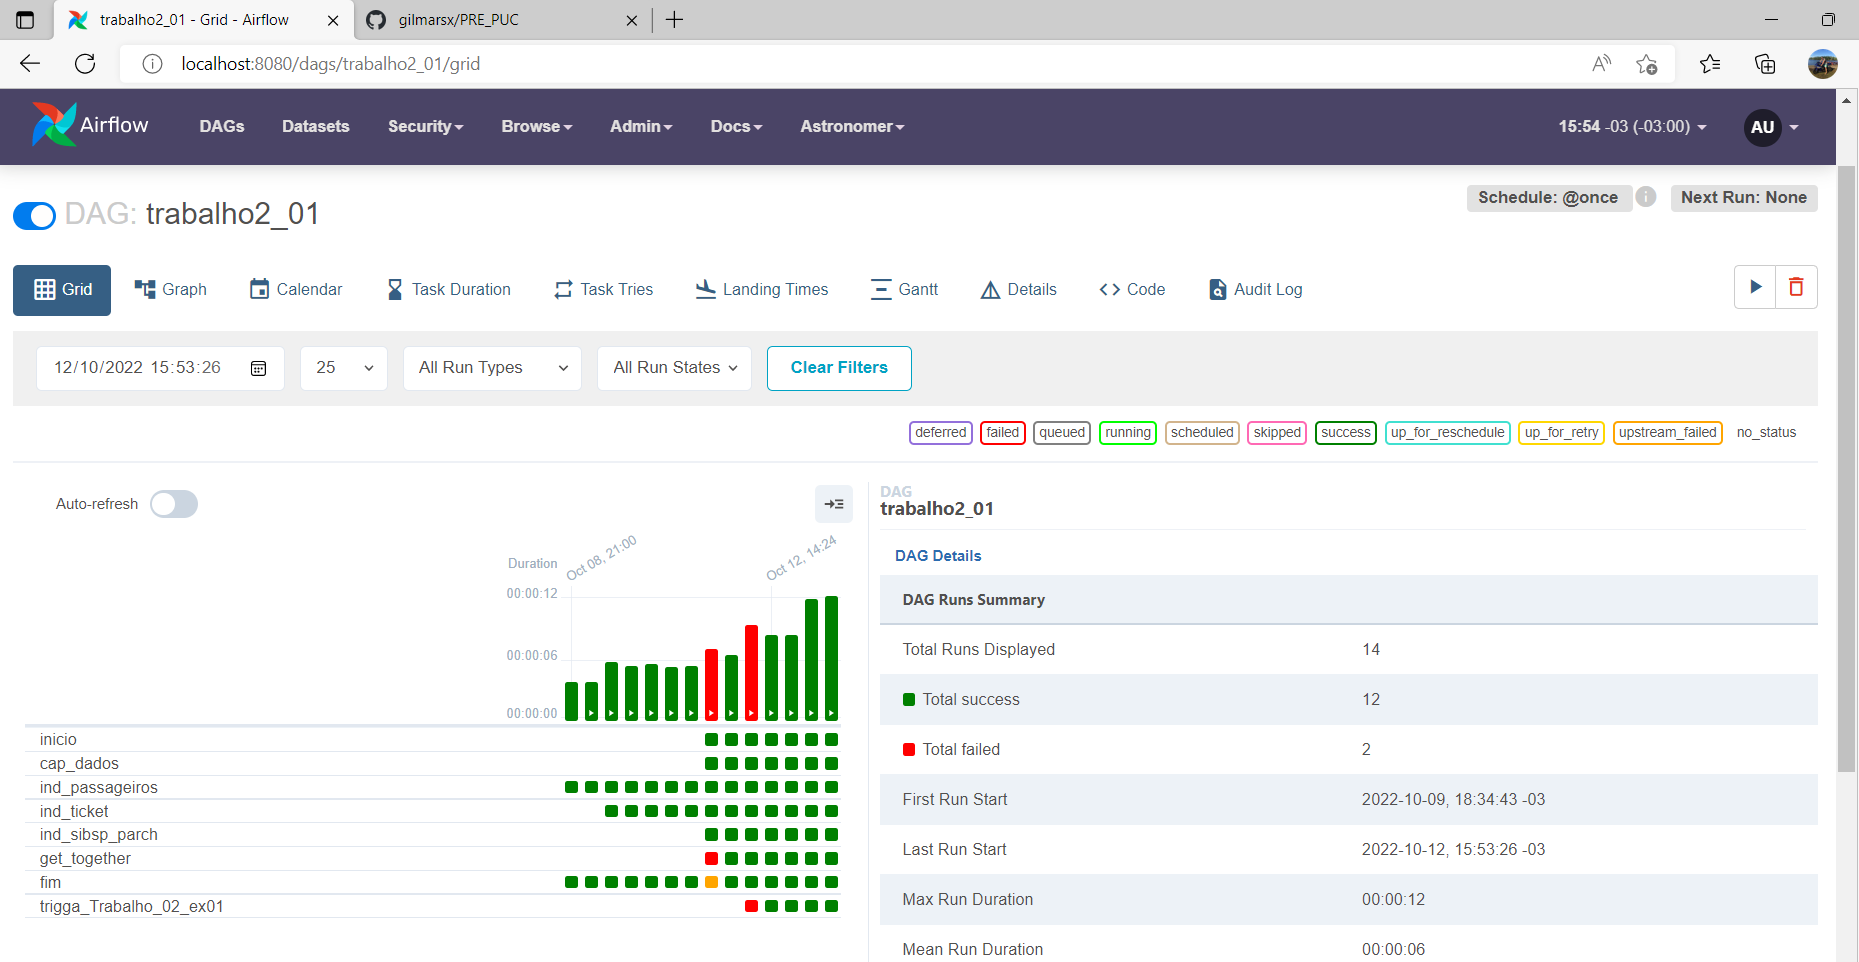 trabalho2_01 - Grid - Airflow
gilmarsx/PRE_PUC
localhost:8080/dags/trabalho2_01/grid
Airflow DAGs Datasets Security Browse Admin Docs Astronomer 15:54 -03 (-03:00) AU
DAG: trabalho2_01
Schedule: @once Next Run: None
Grid Graph Calendar Task Duration Task Tries Landing Times Gantt Details Code Audit Log
12/10/2022 15:53:26 25 All Run Types All Run States Clear Filters
deferred failed queued running scheduled skipped success up_for_reschedule up_for_retry upstream_failed no_status
Auto-refresh
Duration
Oct 08, 21:00
Oct 12, 14:24
00:00:12
00:00:06
00:00:00
inicio
cap_dados
ind_passageiros
ind_ticket
ind_sibsp_parch
get_together
fim
trigga_Trabalho_02_ex01
DAG
trabalho2_01
DAG Details
DAG Runs Summary
Total Runs Displayed 14
Total success 12
Total failed 2
First Run Start 2022-10-09, 18:34:43 -03
Last Run Start 2022-10-12, 15:53:26 -03
Max Run Duration 00:00:12
Mean Run Duration 00:00:06